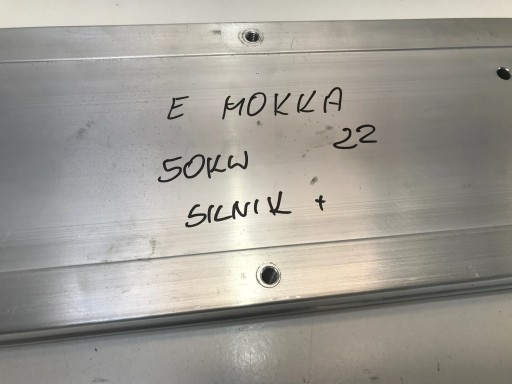 E MOKKA
50KW 22
SILNIK +